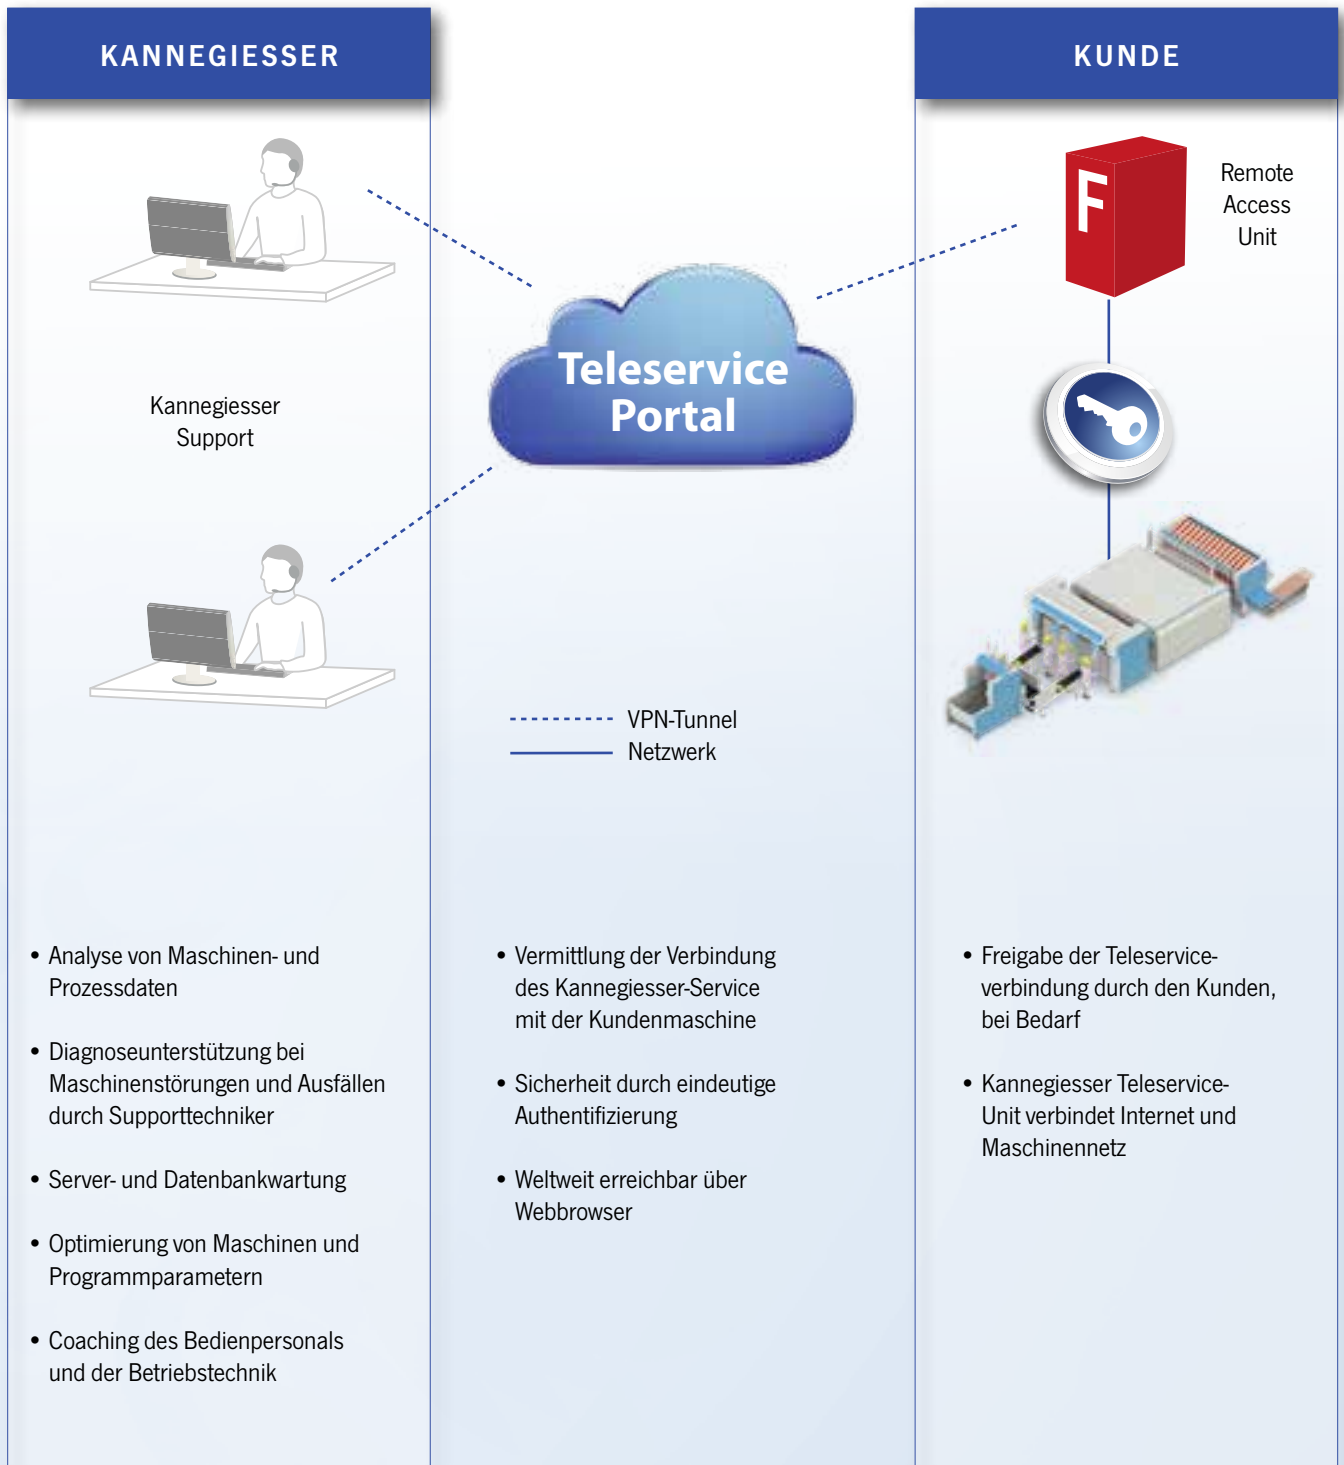 KANNEGIESSER
KUNDE
Remote
Access
Unit
F
Teleservice
Portal
Kannegiesser
Support
VPN-Tunnel
Netzwerk
• Analyse von Maschinen- und
Prozessdaten
• Diagnoseunterstützung bei
Maschinenstörungen und Ausfällen
durch Supporttechniker
• Server- und Datenbankwartung
• Optimierung von Maschinen und
Programmparametern
• Coaching des Bedienpersonals
und der Betriebstechnik
• Vermittlung der Verbindung
des Kannegiesser-Service
mit der Kundenmaschine
• Sicherheit durch eindeutige
Authentifizierung
• Weltweit erreichbar über
Webbrowser
• Freigabe der Teleservice-
verbindung durch den Kunden,
bei Bedarf
• Kannegiesser Teleservice-
Unit verbindet Internet und
Maschinennetz